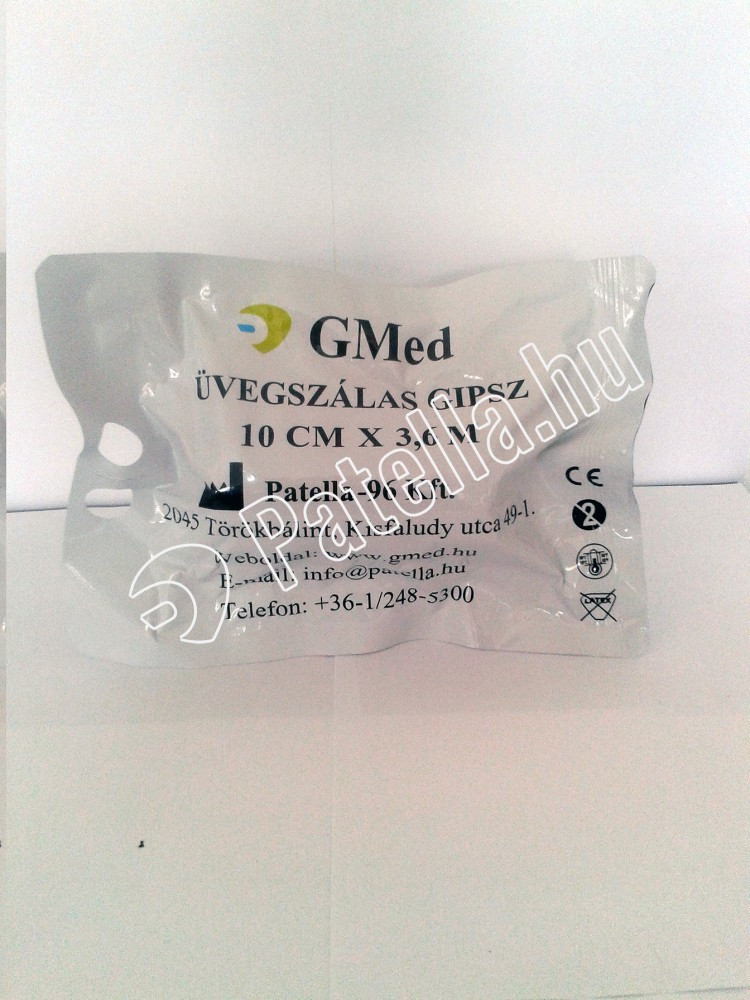 GMed
ÜVEGSZÁLAS GIPSZ
10 CM X 3,6 M
Patella-96 Kft.
2045 Törökbálint, Kisfaludy utca 49-1.
Weboldal: www.gmed.hu
E-mail: info@patella.hu
Telefon: +36-1/248-5300
CE
2
LATEX
Patella.hu